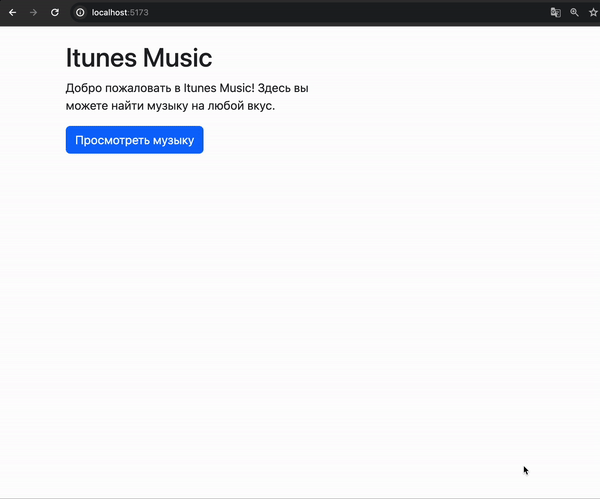 localhost:5173
Itunes Music
Добро пожаловать в Itunes Music! Здесь вы
можете найти музыку на любой вкус.
Просмотреть музыку